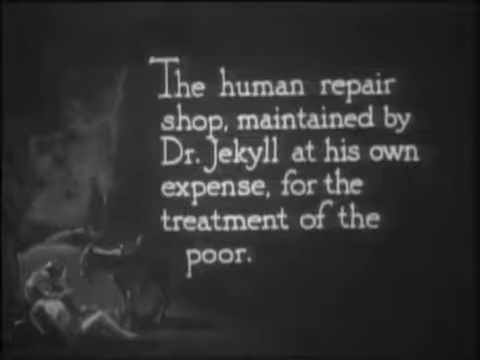 The human repair
shop, maintained by
Dr. Jekyll at his own
expense, for the
treatment of the
poor.